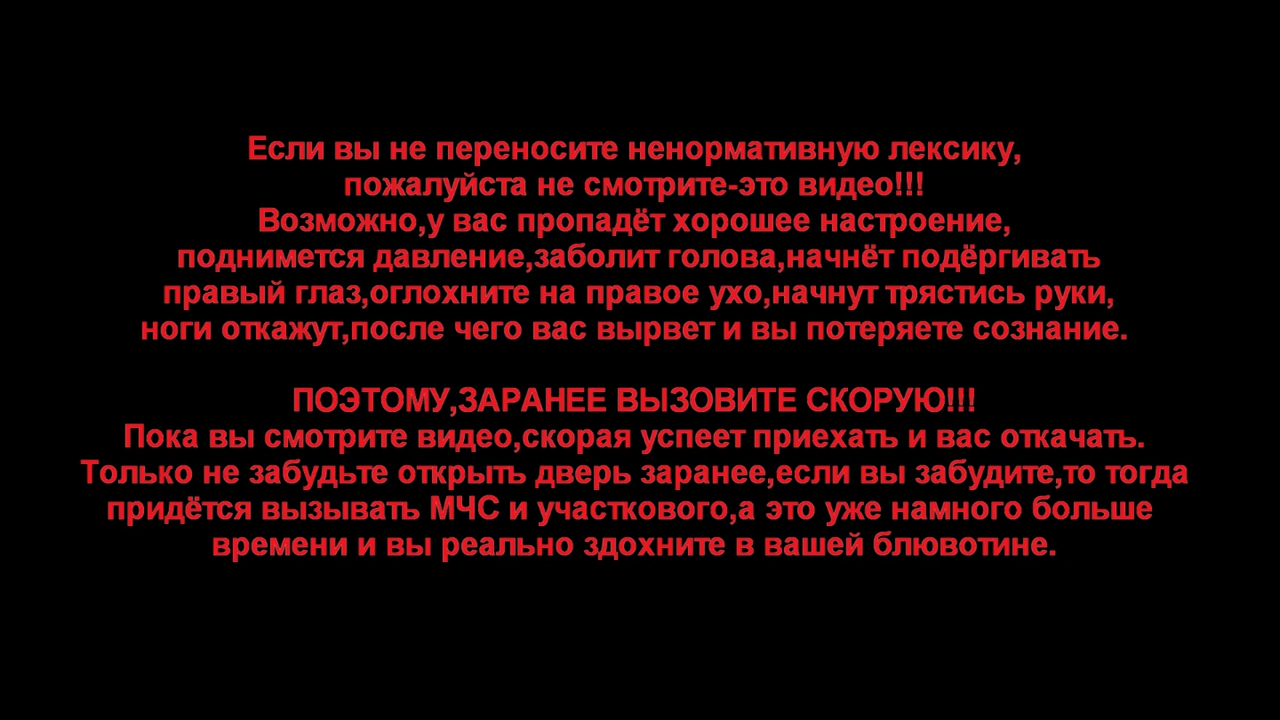 Если вы не переносите ненормативную лексику,
пожалуйста не смотрите-это видео!!!
Возможно,у вас пропадёт хорошее настроение,
поднимется давление,заболит голова,начнёт подёргивать
правый глаз,оглохните на правое ухо,начнут трястись руки,
ноги откажут,после чего вас вырвет и вы потеряете сознание.
ПОЭТОМУ,ЗАРАНЕЕ ВЫЗОВИТЕ СКОРУЮ!!!
Пока вы смотрите видео,скорая успеет приехать и вас откачать.
Только не забудьте открыть дверь заранее,если вы забудите,то тогда
придётся вызывать МЧС и участкового,а это уже намного больше
времени и вы реально здохните в вашей блювотине.